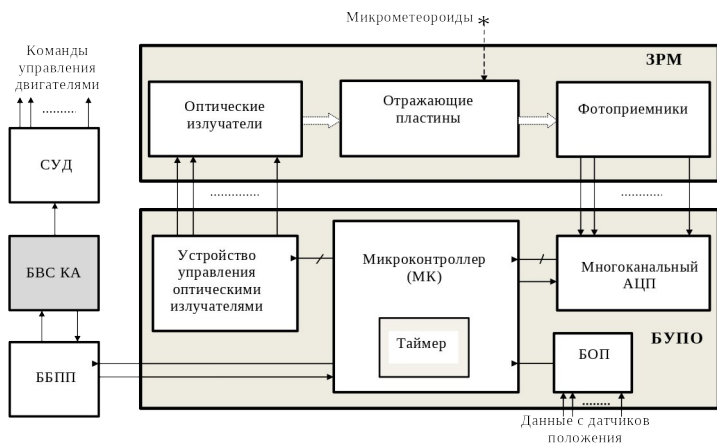 Микрометеороиды
Команды
управления
двигателями
ЗРМ
Оптические
излучатели
Отражающие
пластины
Фотоприемники
СУД
БВС КА
ББПП
Устройство
управления
оптическими
излучателями
Микроконтроллер
(МК)
Таймер
Многоканальный
АЦП
БУПО
БОП
Данные с датчиков
положения